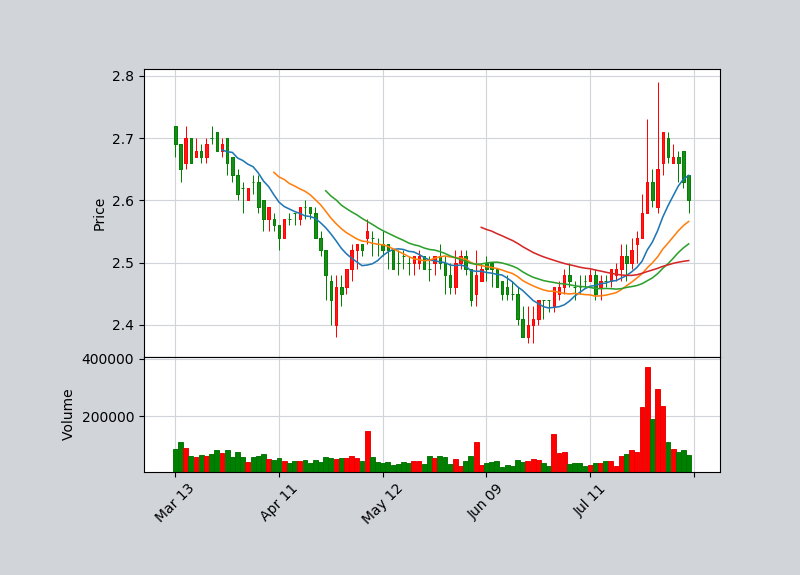 2.8
2.7
2.6
2.5
2.4
Price
400000
200000
Volume
Mar 13
Apr 11
May 12
Jun 09
Jul 11